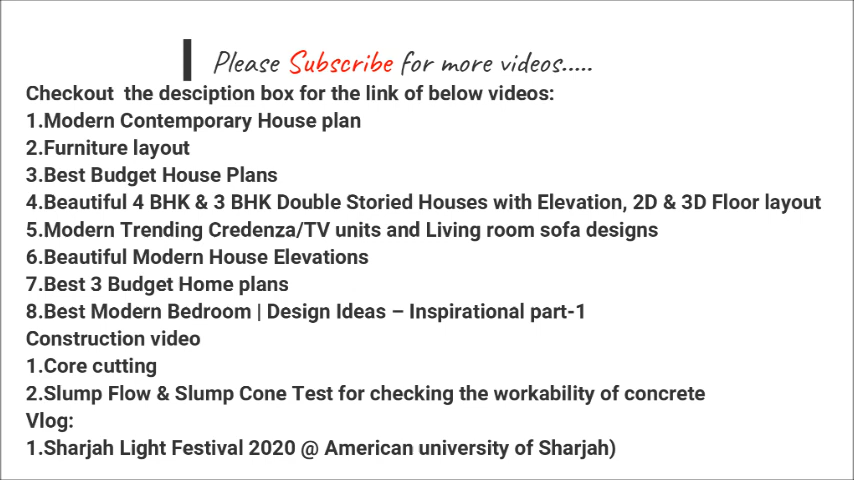 Please Subscribe for more videos.....
Checkout the desciption box for the link of below videos:
1.Modern Contemporary House plan
2.Furniture layout
3.Best Budget House Plans
4.Beautiful 4 BHK & 3 BHK Double Storied Houses with Elevation, 2D & 3D Floor layout
5.Modern Trending Credenza/TV units and Living room sofa designs
6.Beautiful Modern House Elevations
7.Best 3 Budget Home plans
8.Best Modern Bedroom | Design Ideas – Inspirational part-1
Construction video
1.Core cutting
2.Slump Flow & Slump Cone Test for checking the workability of concrete
Vlog:
1.Sharjah Light Festival 2020 @ American university of Sharjah)